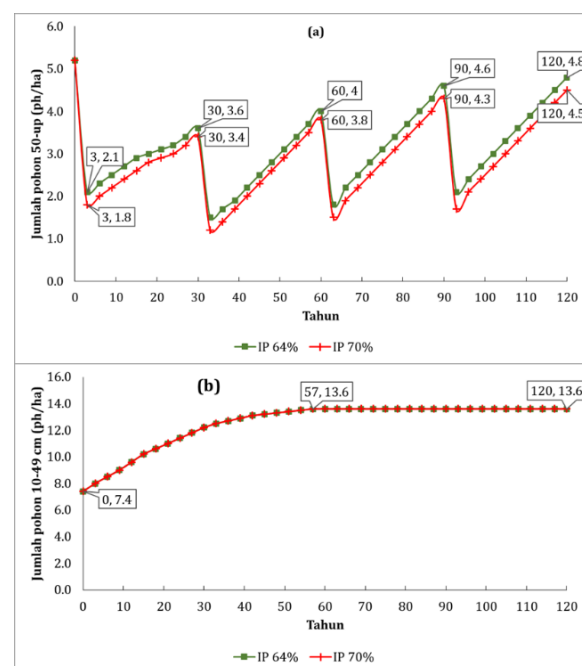 (a)
Jumlah pohon 50-up (ph/ha)
6.0
5.0
4.0
3.0
2.0
1.0
0.0
3, 2.1
3, 1.8
30, 3.6
30, 3.4
60, 4
60, 3.8
90, 4.6
90, 4.3
120, 4.8
120, 4.5
0 10 20 30 40 50 60 70 80 90 100 110 120
Tahun
IP 64% IP 70%
(b)
Jumlah pohon 10-49 cm (ph/ha)
16.0
14.0
12.0
10.0
8.0
6.0
4.0
2.0
0.0
0, 7.4
57, 13.6
120, 13.6
0 10 20 30 40 50 60 70 80 90 100 110 120
Tahun
IP 64% IP 70%